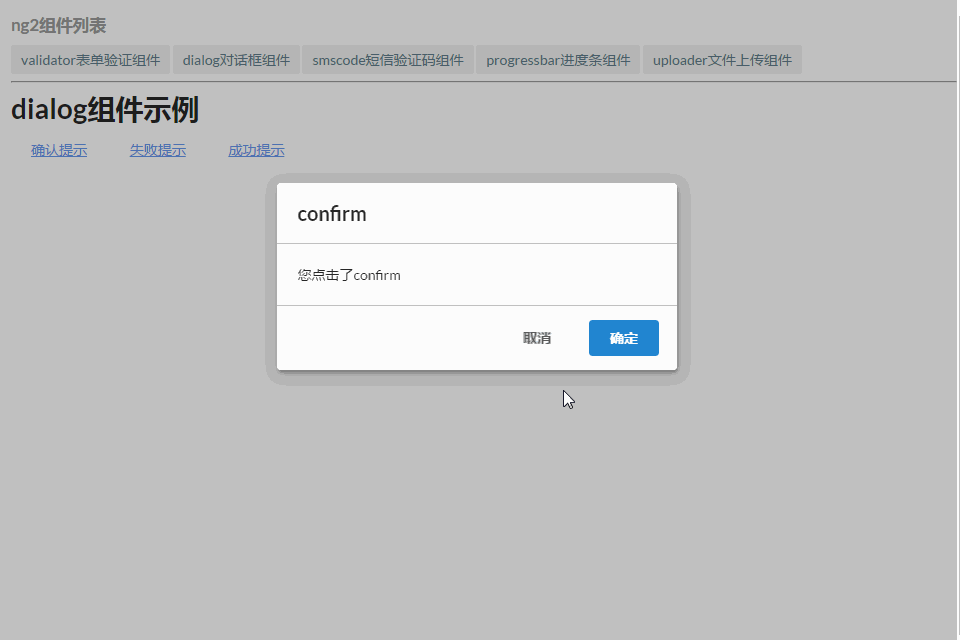 ng2组件列表
validator表单验证组件 dialog对话框组件 smscode短信验证码组件 progressbar进度条组件 uploader文件上传组件
dialog组件示例
确认提示 失败提示 成功提示
confirm
您点击了confirm
取消 确定